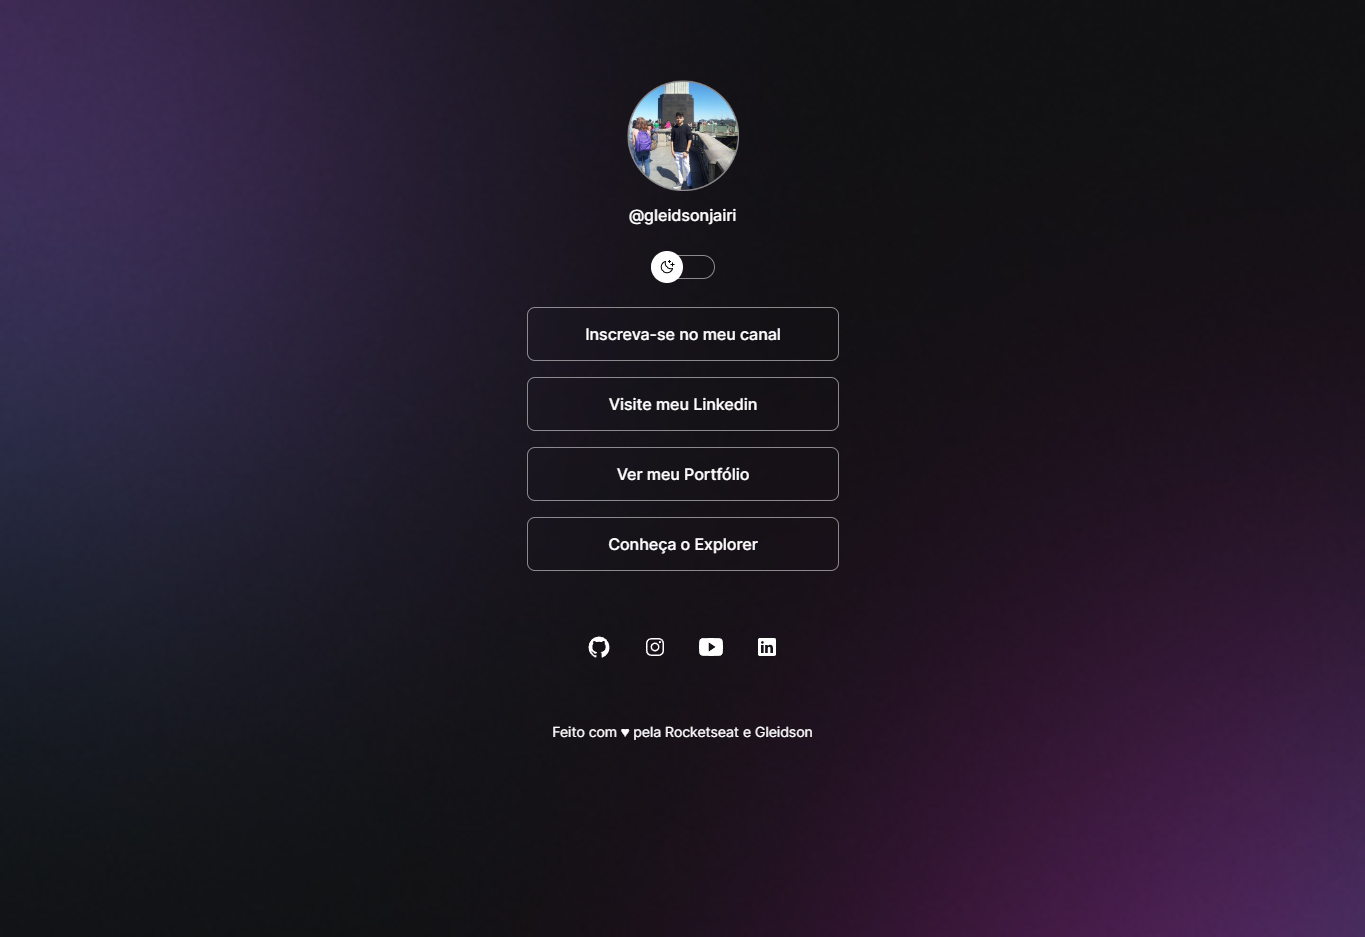 @gleidsonjairi
Inscreva-se no meu canal
Visite meu Linkedin
Ver meu Portfólio
Conheça o Explorer
Feito com ♥ pela Rocketseat e Gleidson